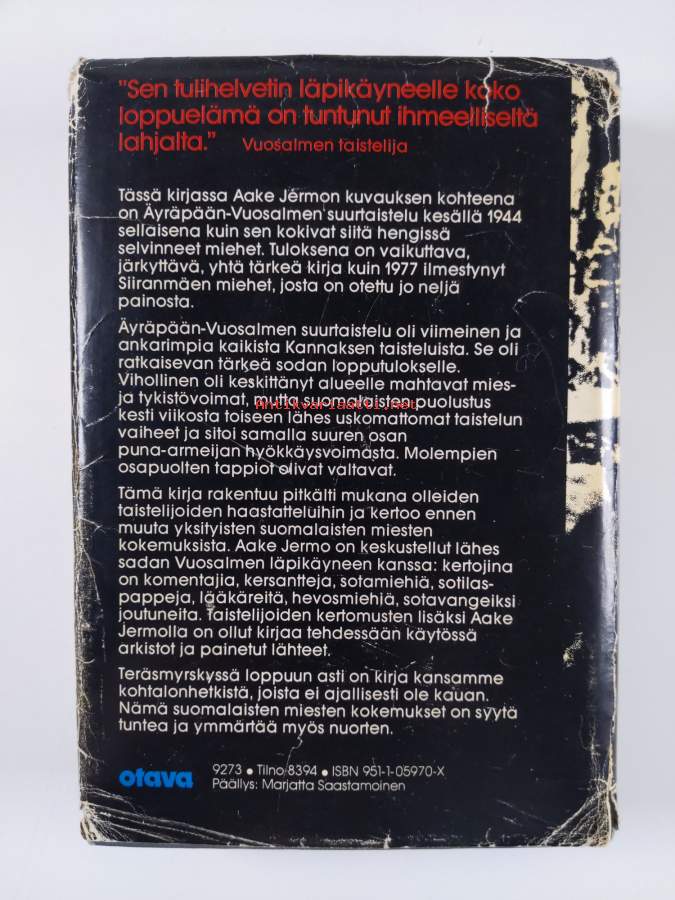 "Sen tulihelvetin läpikäyneelle koko
loppuelämä on tuntunut ihmeelliseltä
lahjalta." Vuosalmen taistelija
Tässä kirjassa Aake Jermon kuvauksen kohteena
on Äyräpään-Vuosalmen suurtaistelu kesällä 1944
sellaisena kuin sen kokivat siitä hengissä
selvinneet miehet. Tuloksena on vaikuttava,
järkyttävä, yhtä tärkeä kirja kuin 1977 ilmestynyt
Siiranmäen miehet, josta on otettu jo neljä
painosta.
Äyräpään-Vuosalmen suurtaistelu oli viimeinen ja
ankarimpia kaikista Kannaksen taisteluista. Se oli
ratkaisevan tärkeä sodan lopputulokselle.
Vihollinen oli keskittänyt alueelle mahtavat mies-
ja tykistövoimat, mutta suomalaisten puolustus
Antikvariaatti.net
kesti viikosta toiseen lähes uskomattomat taistelun
vaiheet ja sitoi samalla suuren osan
puna-armeijan hyökkäysvoimasta. Molempien
osapuolten tappiot olivat valtavat.
Tämä kirja rakentuu pitkälti mukana olleiden
taistelijoiden haastatteluihin ja kertoo ennen
muuta yksityisten suomalaisten miesten
kokemuksista. Aake Jermo on keskustellut lähes
sadan Vuosalmen läpikäyneen kanssa: kertojina
on komentajia, kersantteja, sotamiehiä, sotilas-
pappeja, lääkäreitä, hevosmiehiä, sotavangeiksi
joutuneita. Taistelijoiden kertomusten lisäksi Aake
Jermolla on ollut kirjaa tehdessään käytössä
arkistot ja painetut lähteet.
Teräsmyrskyssä loppuun asti on kirja kansamme
kohtalonhetkistä, joista ei ajallisesti ole kauan.
Nämä suomalaisten miesten kokemukset on syytä
tuntea ja ymmärtää myös nuorten.
otava
9273 • Tilno 8394 • ISBN 951-1-05970-X
Päällys: Marjatta Saastamoinen